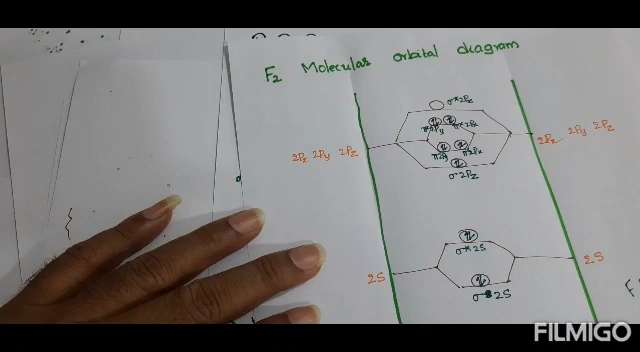 F2 Molecular orbital diagram
σ*2Pz
π*2Py π*2Px
2Px 2Py 2Pz
2Px 2Py 2Pz
π2Py π2Px
σ2Pz
σ*2S
2S
2S
σ 2S
F
FILMIGO